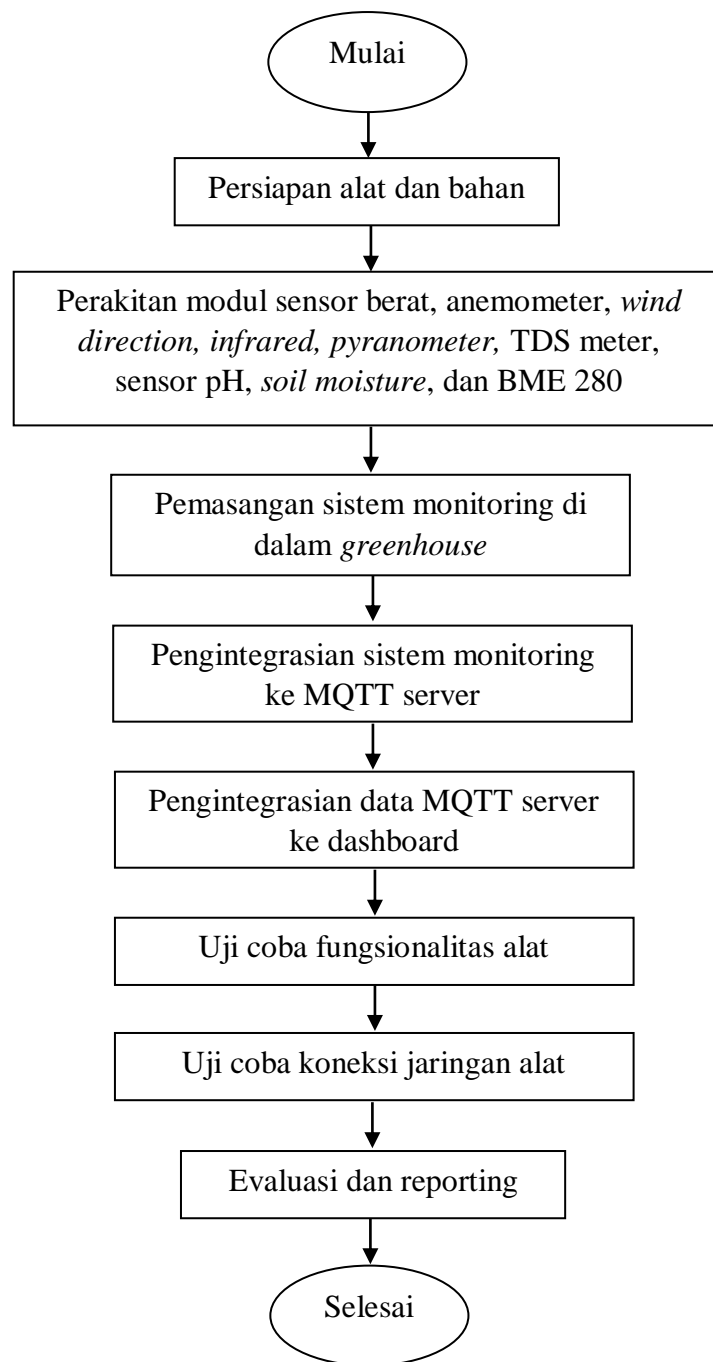 Mulai
Persiapan alat dan bahan
Perakitan modul sensor berat, anemometer, wind
direction, infrared, pyranometer, TDS meter,
sensor pH, soil moisture, dan BME 280
Pemasangan sistem monitoring di
dalam greenhouse
Pengintegrasian sistem monitoring
ke MQTT server
Pengintegrasian data MQTT server
ke dashboard
Uji coba fungsionalitas alat
Uji coba koneksi jaringan alat
Evaluasi dan reporting
Selesai